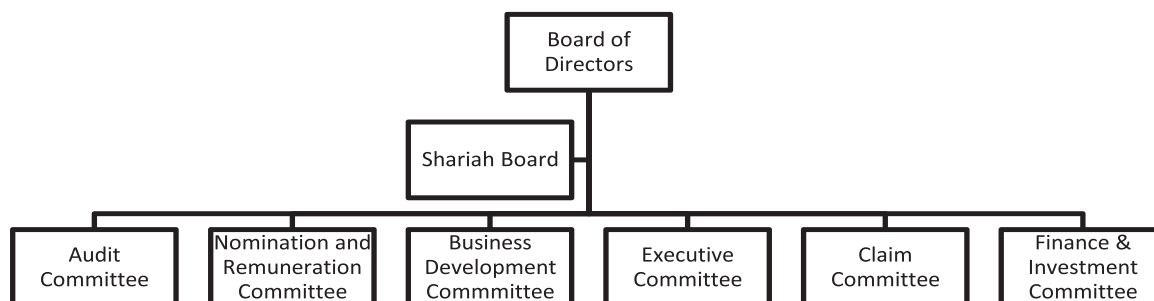 Board of
Directors
Shariah Board
Audit
Committee
Nomination and
Remuneration
Committee
Business
Development
Commmittee
Executive
Committee
Claim
Committee
Finance &
Investment
Committee